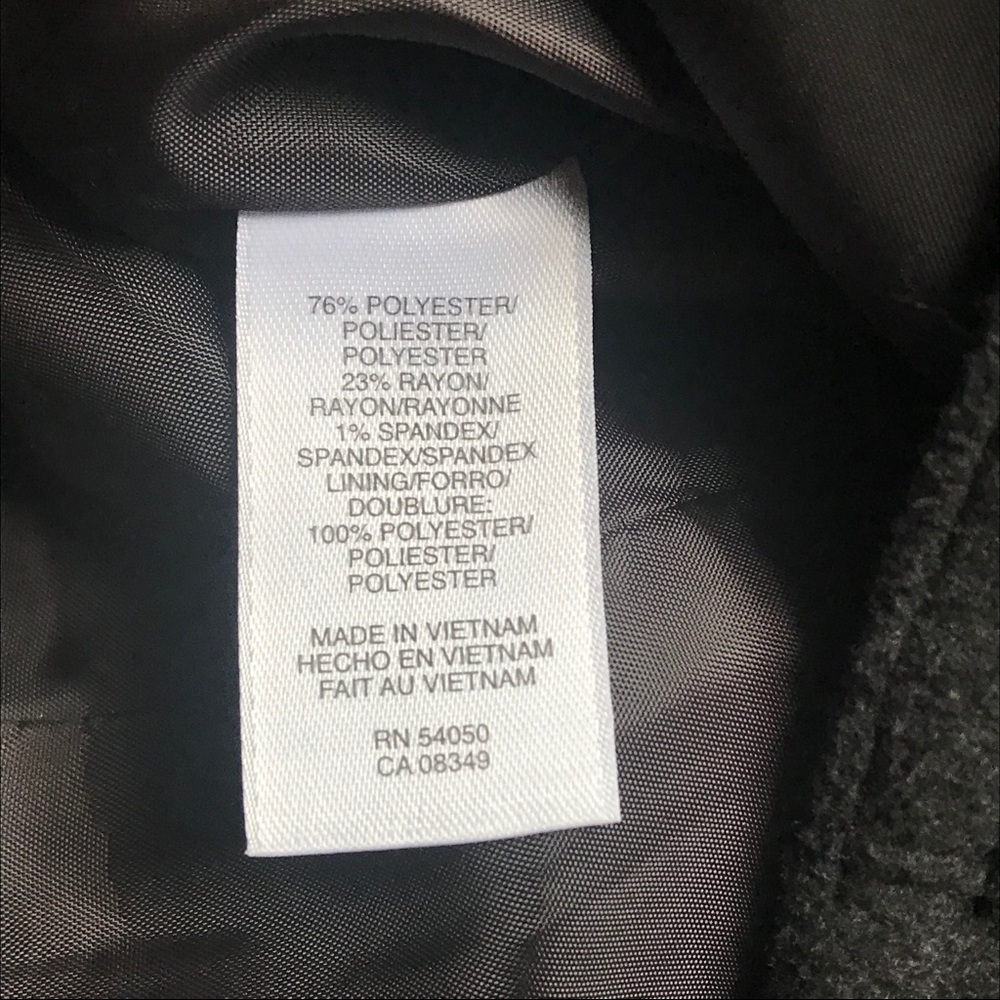 76% POLYESTER/
POLIESTER/
POLYESTER
23% RAYON/
RAYON/RAYONNE
1% SPANDEX/
SPANDEX/SPANDEX
LINING/FORRO/
DOUBLURE:
100% POLYESTER/
POLIESTER/
POLYESTER
MADE IN VIETNAM
HECHO EN VIETNAM
FAIT AU VIETNAM
RN 54050
CA 08349